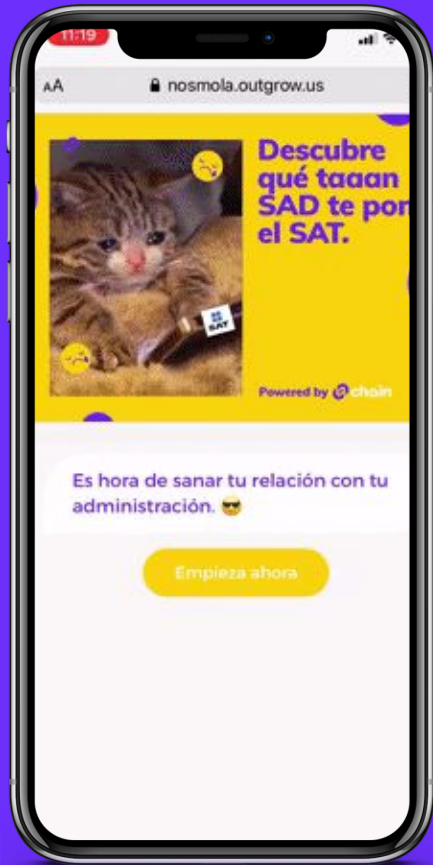 11:19
AA
nosmola.outgrow.us
Descubre
qué taaan
SAD te pon
el SAT.
SAT
Powered by chain
Es hora de sanar tu relación con tu
administración. 😎
Empieza ahora